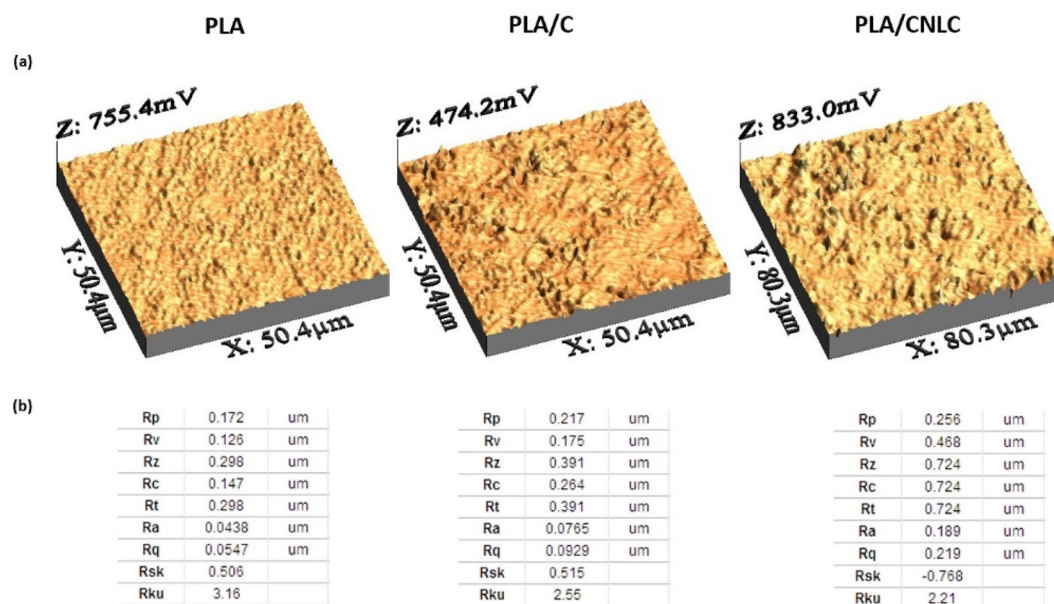 PLA PLA/C PLA/CNLC
(a)
Z: 755.4mV Z: 474.2mV Z: 833.0mV
Y: 50.4µm X: 50.4µm Y: 50.4µm X: 50.4µm Y: 80.3µm X: 80.3µm
(b)
Rp 0.172 um
Rv 0.126 um
Rz 0.298 um
Rc 0.147 um
Rt 0.298 um
Ra 0.0438 um
Rq 0.0547 um
Rsk 0.506
Rku 3.16
Rp 0.217 um
Rv 0.175 um
Rz 0.391 um
Rc 0.264 um
Rt 0.391 um
Ra 0.0765 um
Rq 0.0929 um
Rsk 0.515
Rku 2.55
Rp 0.256 um
Rv 0.468 um
Rz 0.724 um
Rc 0.724 um
Rt 0.724 um
Ra 0.189 um
Rq 0.219 um
Rsk -0.768
Rku 2.21